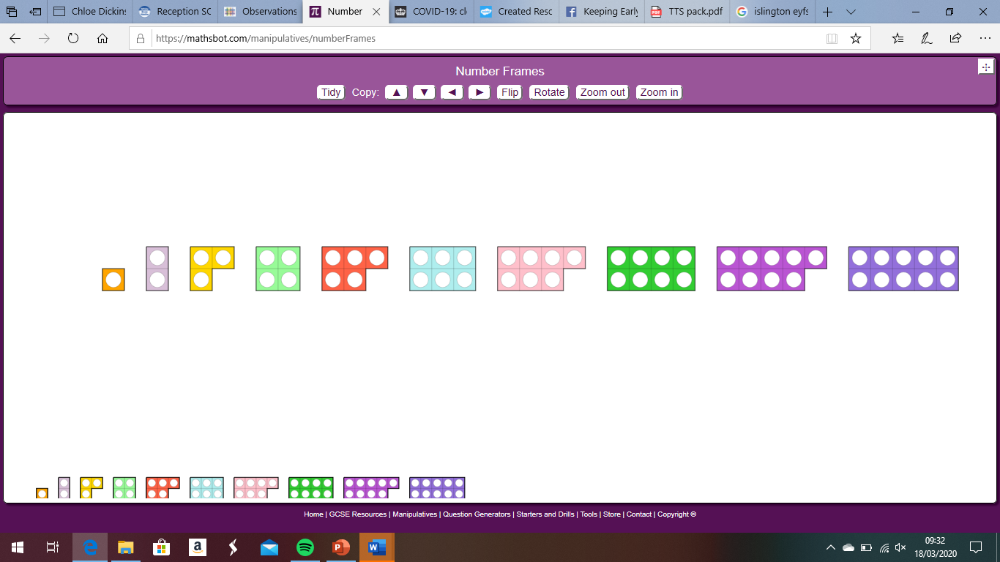 Chloe Dickins
Reception SC
Observations
Number
COVID-19: cl
Created Resc
Keeping Early
TTS pack.pdf
islington eyfs
https://mathsbot.com/manipulatives/numberFrames
Number Frames
Tidy Copy: ▲ ▼ ◄ ► Flip Rotate Zoom out Zoom in
Home | GCSE Resources | Manipulatives | Question Generators | Starters and Drills | Tools | Store | Contact | Copyright ©
09:32
18/03/2020